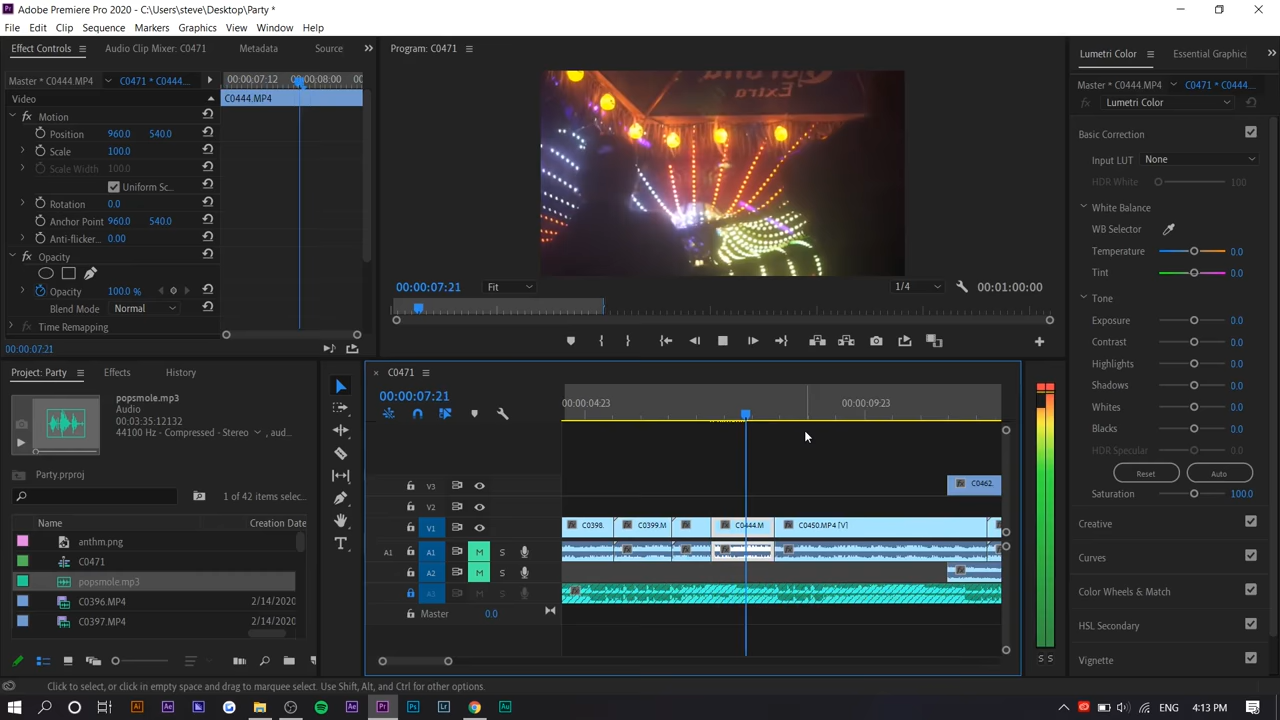 Adobe Premiere Pro 2020 - C:\Users\steve\Desktop\Party *
File Edit Clip Sequence Markers Graphics View Window Help
Effect Controls Audio Clip Mixer: C0471 Metadata Source
Program: C0471
Lumetri Color Essential Graphics
Master * C0444.MP4 C0471 * C0444....
00:00:07:12 00:00:08:00 00
Master * C0444.MP4 C0471 * C0444...
Video
C0444.MP4
Lumetri Color
Motion
Position 960.0 540.0
Scale 100.0
Scale Width 100.0
Uniform Sc...
Rotation 0.0
Anchor Point 960.0 540.0
Anti-flicker.. 0.00
Opacity
Opacity 100.0 %
Blend Mode Normal
Time Remapping
00:00:07:21
Extra
00:00:07:21 Fit 1/4 00:01:00:00
Basic Correction
Input LUT None
HDR White 100
White Balance
WB Selector
Temperature 0.0
Tint 0.0
Tone
Exposure 0.0
Contrast 0.0
Highlights 0.0
Shadows 0.0
Whites 0.0
Blacks 0.0
HDR Specular
Reset Auto
Saturation 100.0
Creative
Curves
Color Wheels & Match
HSL Secondary
Vignette
Project: Party Effects History
popsmole.mp3
Audio
00:03:35:12132
44100 Hz - Compressed - Stereo , aud...
Party.prproj
1 of 42 items selec...
Name Creation Date
anthm.png
C0471
popsmole.mp3
C0396.MP4 2/14/2020
C0397.MP4 2/14/2020
C0471
00:00:07:21
00:00:04:23 00:00:09:23
V3 C0462.
V2
V1 C0398. C0399.M C0444.M C0450.MP4 [V]
A1 A1 M S
A2 M S
A3 M S
Master 0.0
S S
Click to select, or click in empty space and drag to marquee select. Use Shift, Alt, and Ctrl for other options.
ENG 4:13 PM